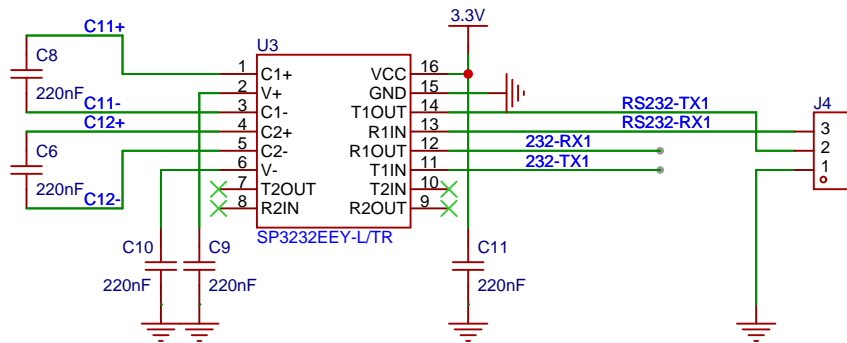 3.3V
C11+
U3
C8
1 C1+ VCC 16
220nF
2 V+ GND 15
C11-
3 C1- T1OUT 14 RS232-TX1 J4
C12+
4 C2+ R1IN 13 RS232-RX1 3
5 C2- R1OUT 12 232-RX1 2
C6
6 V- T1IN 11 232-TX1 1
220nF
7 T2OUT T2IN 10
C12-
8 R2IN R2OUT 9
SP3232EEY-L/TR
C10 C9 C11
220nF 220nF 220nF